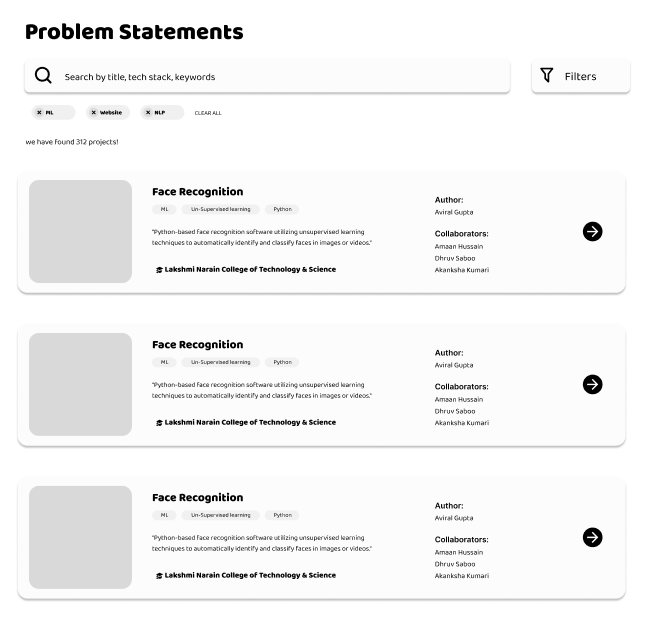 Problem Statements
Search by title, tech stack, keywords
Filters
× ML × Website × NLP CLEAR ALL
we have found 312 projects!
Face Recognition
ML Un-Supervised learning Python
"Python-based face recognition software utilizing unsupervised learning
techniques to automatically identify and classify faces in images or videos."
Lakshmi Narain College of Technology & Science
Author:
Aviral Gupta
Collaborators:
Amaan Hussain
Dhruv Saboo
Akanksha Kumari
Face Recognition
ML Un-Supervised learning Python
"Python-based face recognition software utilizing unsupervised learning
techniques to automatically identify and classify faces in images or videos."
Lakshmi Narain College of Technology & Science
Author:
Aviral Gupta
Collaborators:
Amaan Hussain
Dhruv Saboo
Akanksha Kumari
Face Recognition
ML Un-Supervised learning Python
"Python-based face recognition software utilizing unsupervised learning
techniques to automatically identify and classify faces in images or videos."
Lakshmi Narain College of Technology & Science
Author:
Aviral Gupta
Collaborators:
Amaan Hussain
Dhruv Saboo
Akanksha Kumari